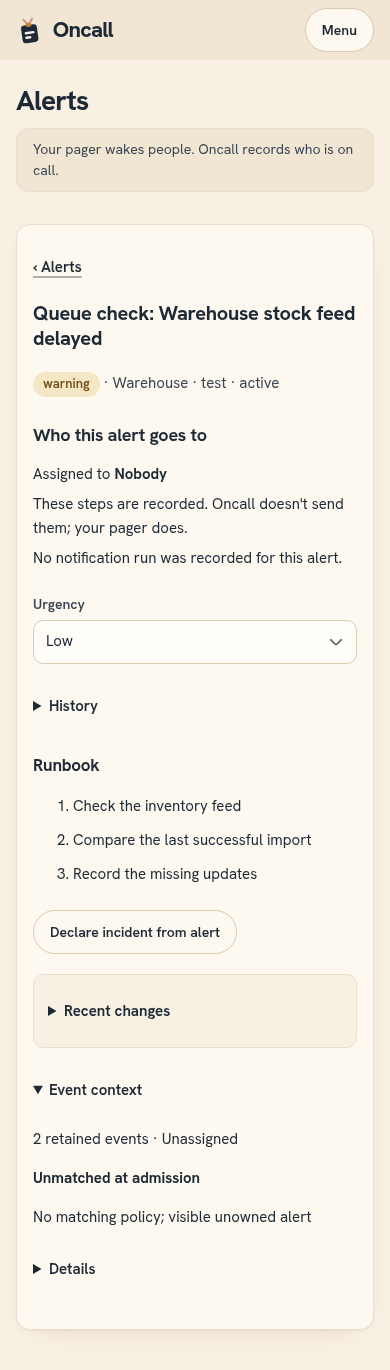 Oncall
Menu
Alerts
Your pager wakes people. Oncall records who is on
call.
‹ Alerts
Queue check: Warehouse stock feed
delayed
warning · Warehouse · test · active
Who this alert goes to
Assigned to Nobody
These steps are recorded. Oncall doesn't send
them; your pager does.
No notification run was recorded for this alert.
Urgency
Low
History
Runbook
1. Check the inventory feed
2. Compare the last successful import
3. Record the missing updates
Declare incident from alert
Recent changes
Event context
2 retained events · Unassigned
Unmatched at admission
No matching policy; visible unowned alert
Details